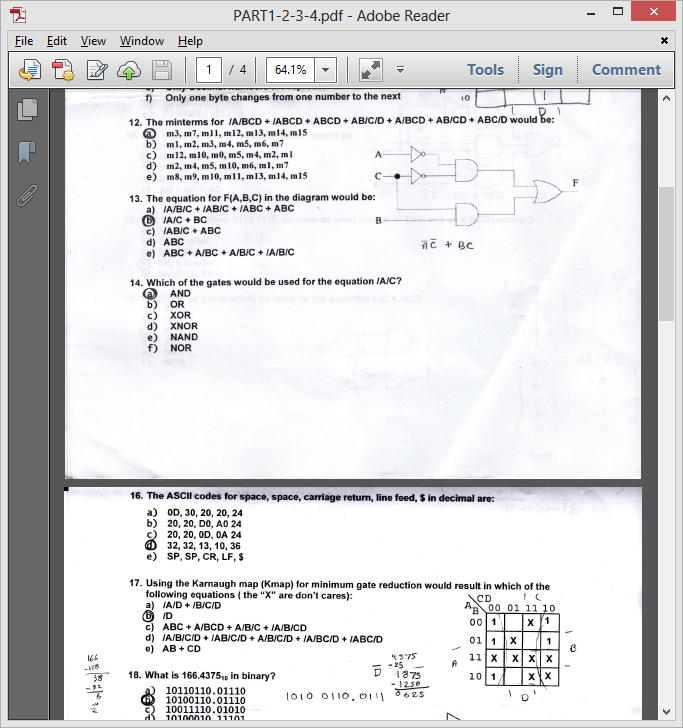 PART1-2-3-4.pdf - Adobe Reader
File Edit View Window Help
1 / 4 64.1% Tools Sign Comment
f) Only one byte changes from one number to the next
10 1
D
12. The minterms for /A/BCD + /ABCD + ABCD + AB/C/D + A/BCD + AB/CD + ABC/D would be:
a) m3, m7, m11, m12, m13, m14, m15
b) m1, m2, m3, m4, m5, m6, m7
c) m12, m10, m0, m5, m4, m2, m1
d) m2, m4, m5, m10, m6, m1, m7
e) m8, m9, m10, m11, m13, m14, m15
A
C
B
F
A̅C̅ + BC
13. The equation for F(A,B,C) in the diagram would be:
a) /A/B/C + /AB/C + /ABC + ABC
b) /A/C + BC
c) /AB/C + ABC
d) ABC
e) ABC + A/BC + A/B/C + /A/B/C
14. Which of the gates would be used for the equation /A/C?
a) AND
b) OR
c) XOR
d) XNOR
e) NAND
f) NOR
16. The ASCII codes for space, space, carriage return, line feed, $ in decimal are:
a) 0D, 30, 20, 20, 24
b) 20, 20, D0, A0 24
c) 20, 20, 0D, 0A 24
d) 32, 32, 13, 10, 36
e) SP, SP, CR, LF, $
17. Using the Karnaugh map (Kmap) for minimum gate reduction would result in which of the
following equations ( the “X” are don’t cares):
a) /A/D + /B/C/D
b) /D
c) ABC + A/BCD + A/B/C + /A/B/CD
d) /A/B/C/D + /AB/C/D + A/B/C/D + /A/BC/D + /ABC/D
e) AB + CD
CD C
AB 00 01 11 10
00 1 X 1
01 1 X 1
11 X X X X
10 1 X X
A B
D
D̅
18. What is 166.4375₁₀ in binary?
a) 10110110.01110
b) 10100110.01110
c) 10011110.01010
d) 10100010.11101
1010 0110.0111
166
-128
38
-32
6
-4
2
.4375
-25
1875
-1250
0625